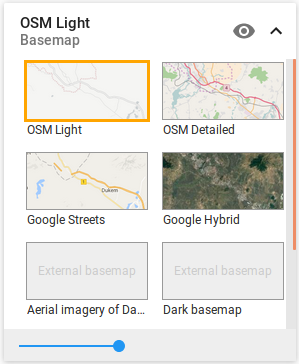 OSM Light
Basemap
OSM Light
OSM Detailed
Dukem
Google Streets
Google Hybrid
External basemap
External basemap
Aerial imagery of Da...
Dark basemap